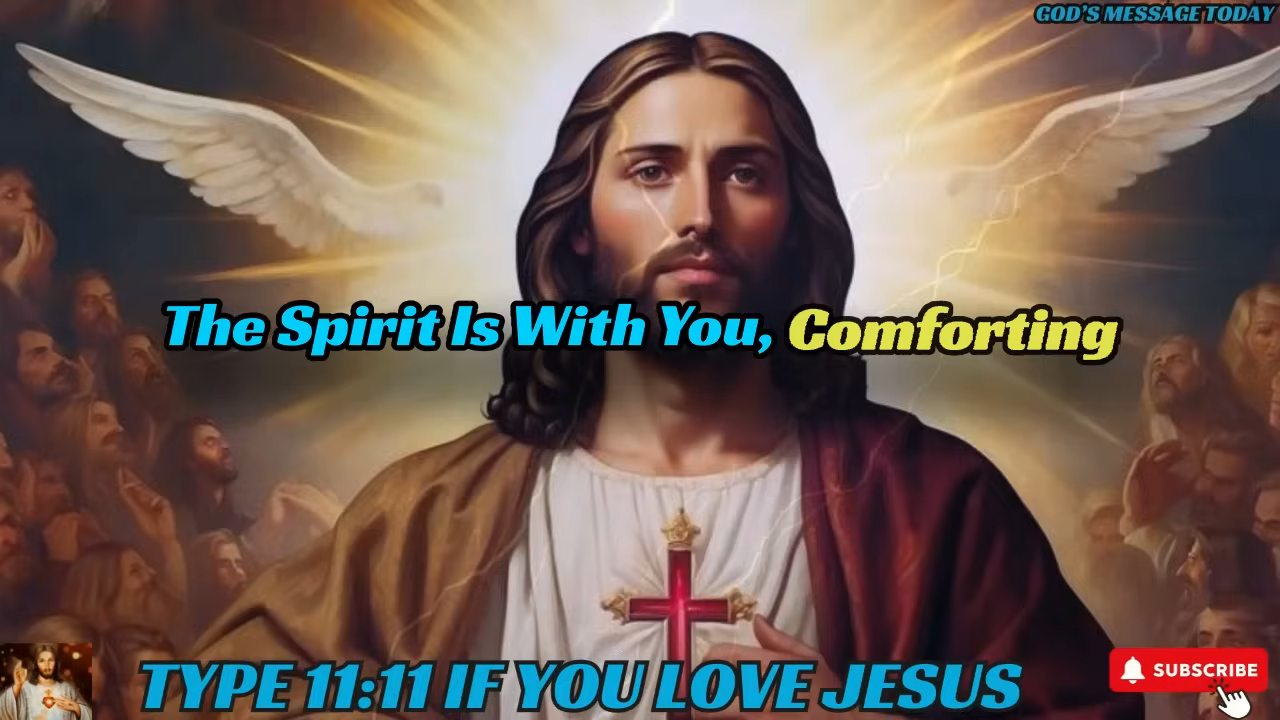 GOD'S MESSAGE TODAY
The Spirit Is With You, Comforting
TYPE 11:11 IF YOU LOVE JESUS
SUBSCRIBE